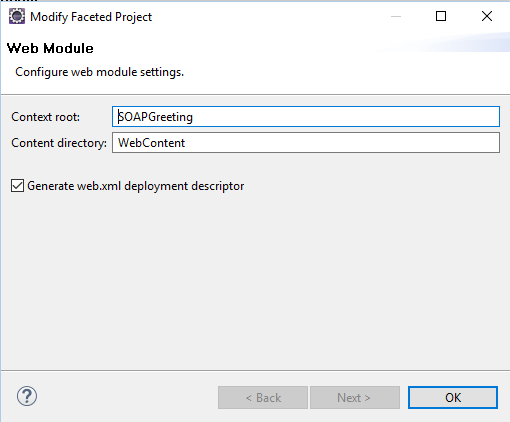 Modify Faceted Project
Web Module
Configure web module settings.
Context root: SOAPGreeting
Content directory: WebContent
Generate web.xml deployment descriptor
?
< Back Next > OK